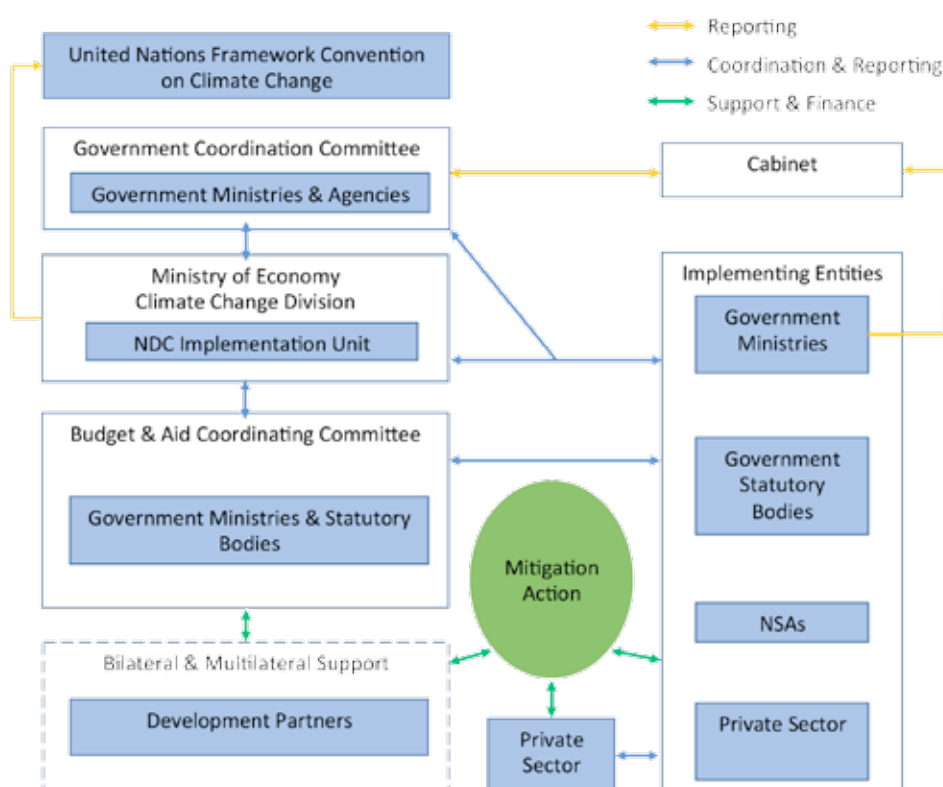 Reporting
Coordination & Reporting
Support & Finance
United Nations Framework Convention
on Climate Change
Government Coordination Committee
Government Ministries & Agencies
Cabinet
Ministry of Economy
Climate Change Division
NDC Implementation Unit
Implementing Entities
Government
Ministries
Budget & Aid Coordinating Committee
Government Ministries & Statutory
Bodies
Government
Statutory
Bodies
Mitigation
Action
NSAs
Bilateral & Multilateral Support
Development Partners
Private
Sector
Private Sector